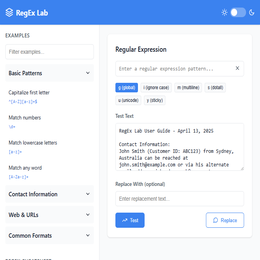 RegEx Lab
EXAMPLES
Filter examples...
Basic Patterns
Capitalize first letter
Match numbers
\d+
Match lowercase letters
[a-z]+
Match any word
Contact Information
Web & URLs
Common Formats
Regular Expression
Enter a regular expression pattern...
g (global)
i (ignore case)
m (multiline)
s (dotall)
u (unicode)
y (sticky)
Test Text
RegEx Lab User Guide - April 13, 2025
Contact Information:
John Smith (Customer ID: ABC123) from Sydney,
Australia can be reached at
john.smith@example.com or via his alternate
Replace With (optional)
Enter replacement text...
Test
Replace